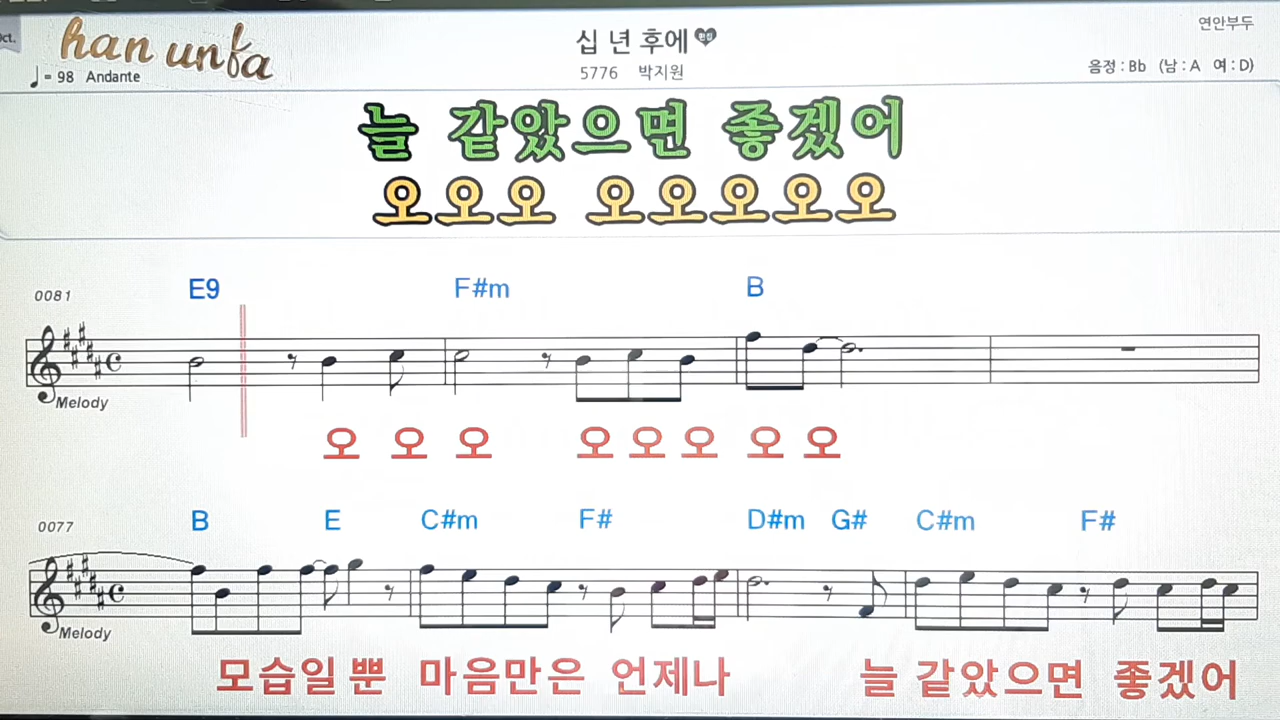 Oct.
han unfa
십 년 후에
편집
연안부두
♩= 98 Andante
5776 박지원
음정 : Bb (남 : A 여 : D)
늘 같았으면 좋겠어
오오오 오오오오오
0081
E9 F#m B
Melody
오 오 오 오 오 오 오 오
0077
B E C#m F# D#m G# C#m F#
Melody
모습일뿐 마음만은 언제나 늘 같았으면 좋겠어